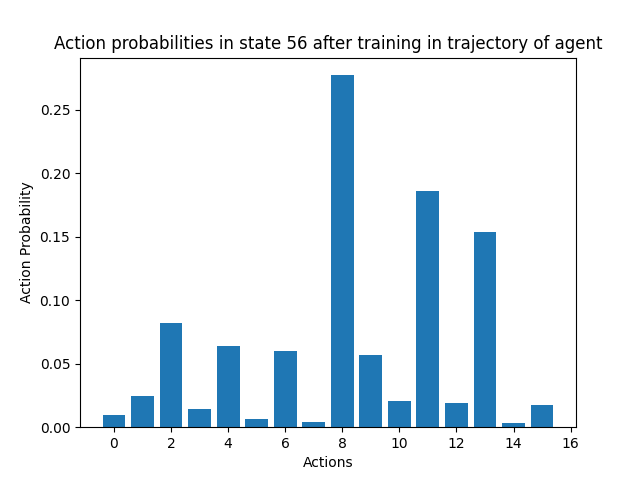 Action probabilities in state 56 after training in trajectory of agent
0.25
0.20
0.15
0.10
0.05
0.00
Action Probability
0 2 4 6 8 10 12 14 16
Actions